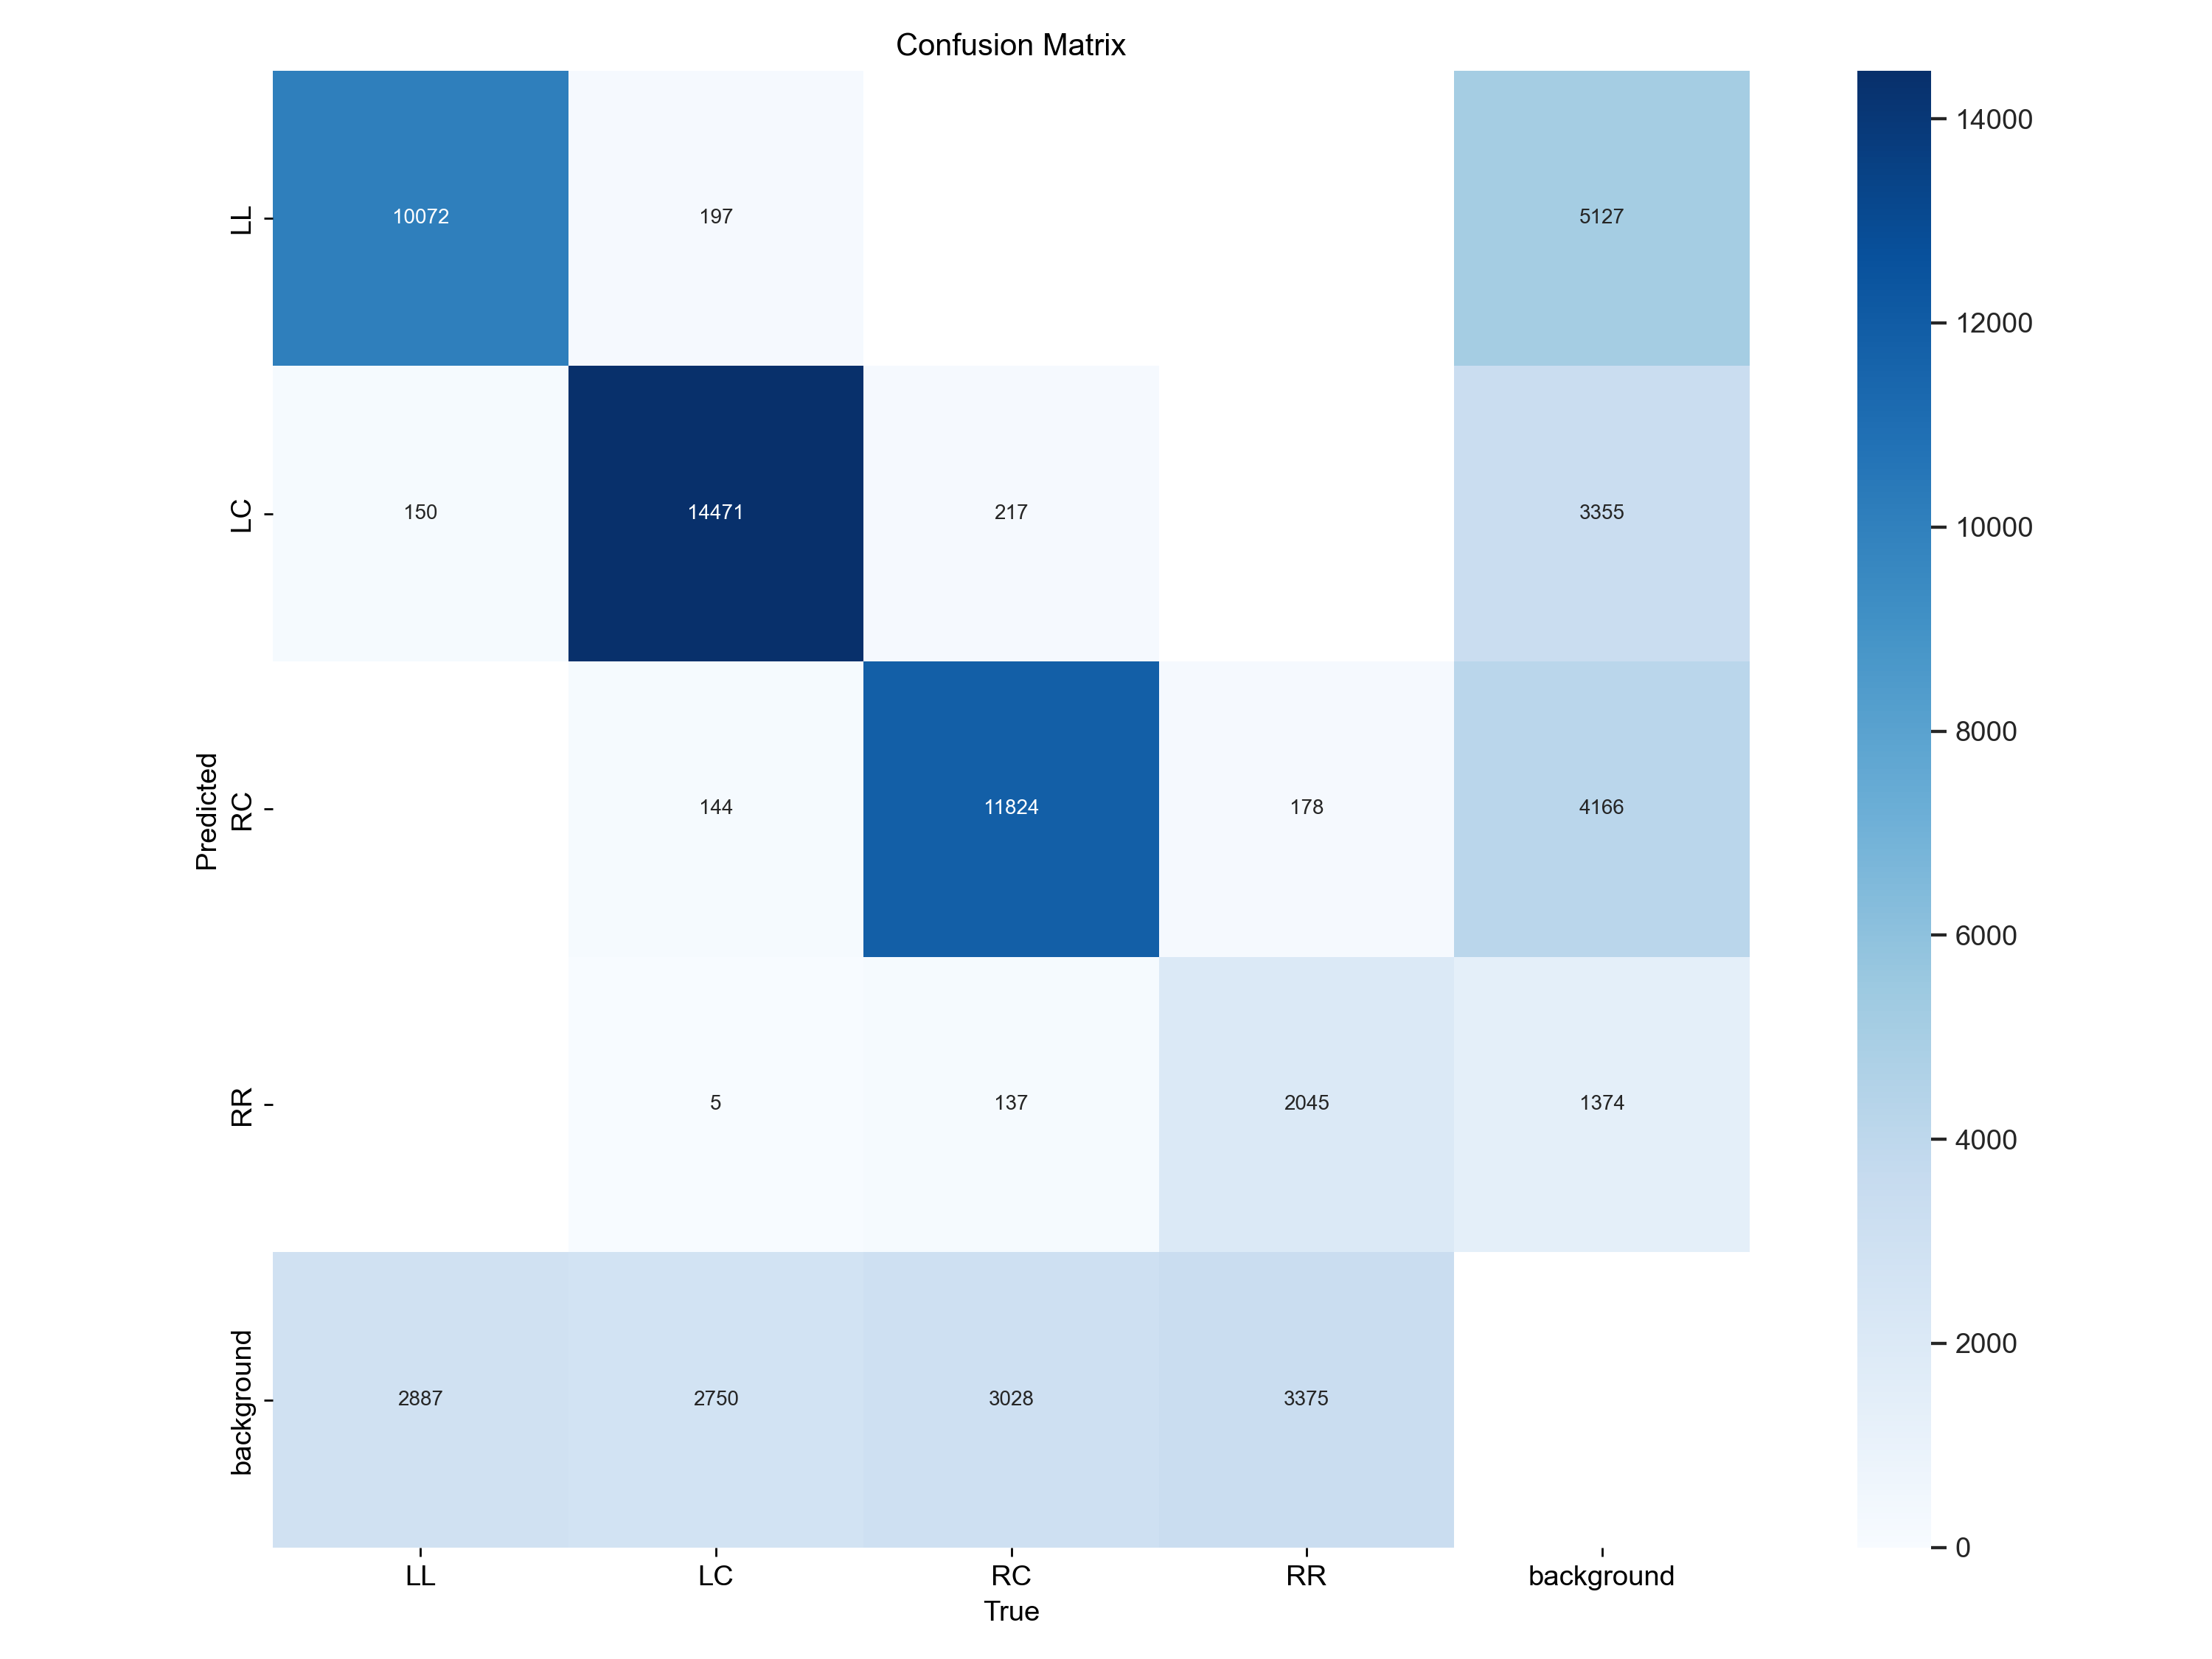 Confusion Matrix
LL 10072 197 5127
LC 150 14471 217 3355
RC 144 11824 178 4166
RR 5 137 2045 1374
background 2887 2750 3028 3375
Predicted
LL LC RC RR background
True
14000
12000
10000
8000
6000
4000
2000
0